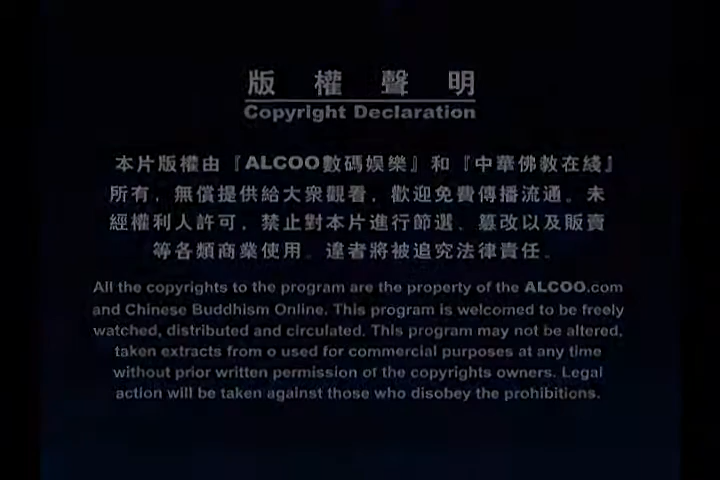 版權聲明
Copyright Declaration
本片版權由『ALCOO數碼娛樂』和『中華佛教在綫』
所有，無償提供給大衆觀看，歡迎免費傳播流通。未
經權利人許可，禁止對本片進行節選、篡改以及販賣
等各類商業使用。違者將被追究法律責任。
All the copyrights to the program are the property of the ALCOO.com
and Chinese Buddhism Online. This program is welcomed to be freely
watched, distributed and circulated. This program may not be altered,
taken extracts from o used for commercial purposes at any time
without prior written permission of the copyrights owners. Legal
action will be taken against those who disobey the prohibitions.